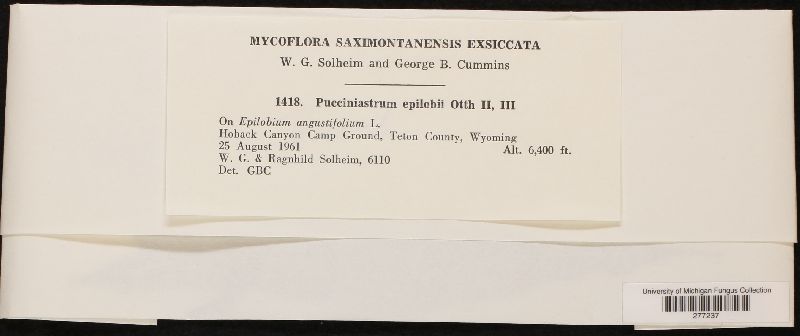 MYCOFLORA SAXIMONTANENSIS EXSICCATA
W. G. Solheim and George B. Cummins
1418. Pucciniastrum epilobii Otth II, III
On Epilobium angustifolium L.
Hoback Canyon Camp Ground, Teton County, Wyoming
25 August 1961 Alt. 6,400 ft.
W. G. & Ragnhild Solheim, 6110
Det. GBC
University of Michigan Fungus Collection
277237